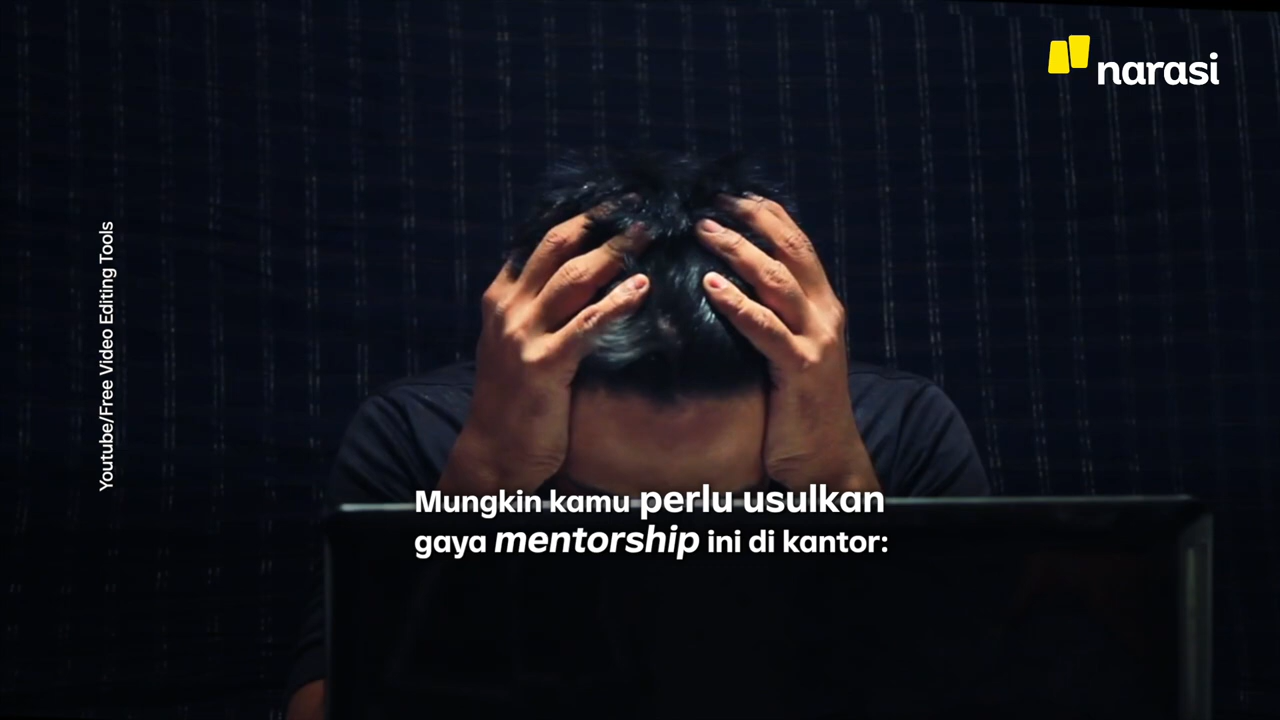 narasi
Youtube/Free Video Editing Tools
Mungkin kamu perlu usulkan
gaya mentorship ini di kantor: